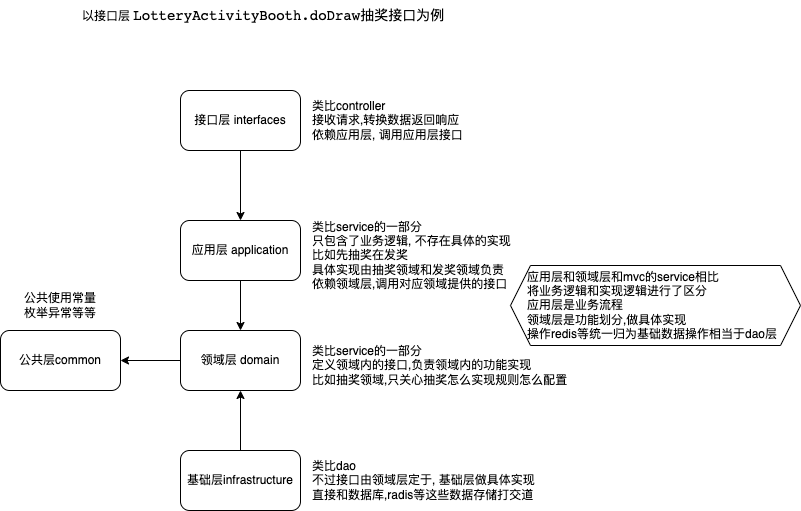 以接口层 LotteryActivityBooth.doDraw抽奖接口为例
接口层 interfaces
类比controller
接收请求,转换数据返回响应
依赖应用层, 调用应用层接口
应用层 application
类比service的一部分
只包含了业务逻辑, 不存在具体的实现
比如先抽奖在发奖
具体实现由抽奖领域和发奖领域负责
依赖领域层,调用对应领域提供的接口
应用层和领域层和mvc的service相比
将业务逻辑和实现逻辑进行了区分
应用层是业务流程
领域层是功能划分,做具体实现
操作redis等统一归为基础数据操作相当于dao层
公共使用常量
枚举异常等等
公共层common
领域层 domain
类比service的一部分
定义领域内的接口,负责领域内的功能实现
比如抽奖领域,只关心抽奖怎么实现规则怎么配置
基础层infrastructure
类比dao
不过接口由领域层定于, 基础层做具体实现
直接和数据库,radis等这些数据存储打交道